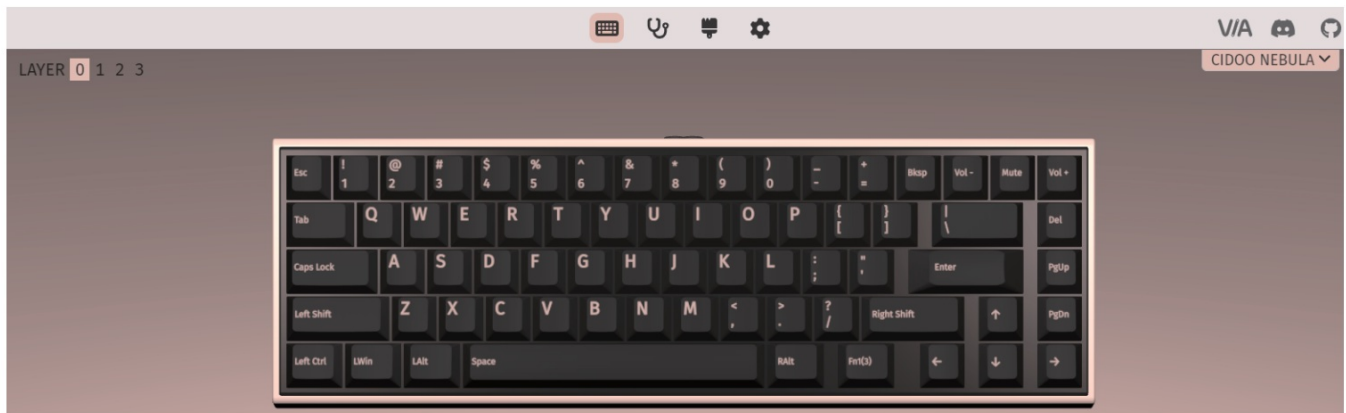 VIA
LAYER 0 1 2 3
CIDOO NEBULA
Esc ! 1 @ 2 # 3 $ 4 % 5 ^ 6 & 7 * 8 ( 9 ) 0 _ - + = Bksp Vol - Mute Vol +
Tab Q W E R T Y U I O P { [ } ] | \ Del
Caps Lock A S D F G H J K L : ; " ' Enter PgUp
Left Shift Z X C V B N M < , > . ? / Right Shift ↑ PgDn
Left Ctrl LWin LAlt Space RAlt Fn1(3) ← ↓ →